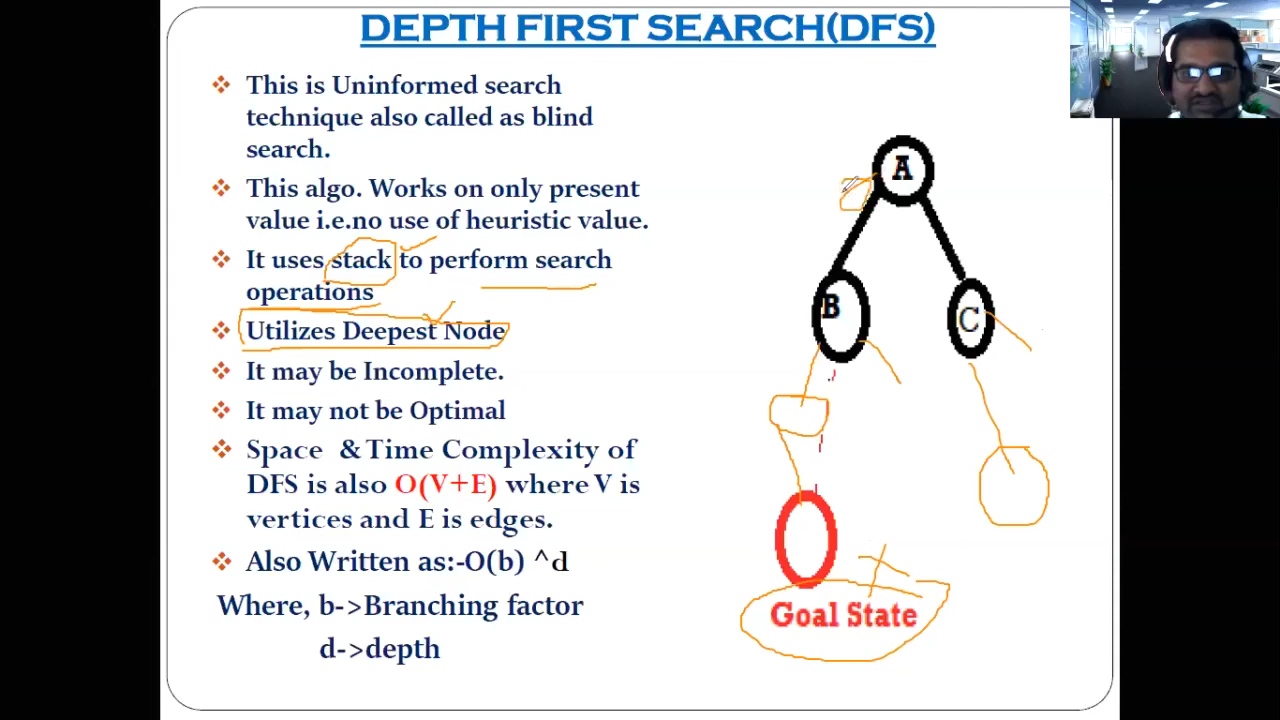 DEPTH FIRST SEARCH(DFS)
This is Uninformed search
technique also called as blind
search.
This algo. Works on only present
value i.e.no use of heuristic value.
It uses stack to perform search
operations
Utilizes Deepest Node
It may be Incomplete.
It may not be Optimal
Space & Time Complexity of
DFS is also O(V+E) where V is
vertices and E is edges.
Also Written as:-O(b) ^d
Where, b->Branching factor
d->depth
A
B
C
Goal State